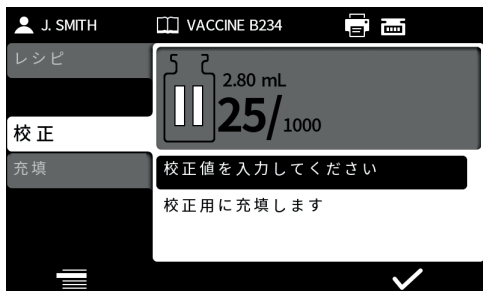 J. SMITH
VACCINE B234
レシピ
校正
充填
2.80 mL
25/1000
校正値を入力してください
校正用に充填します